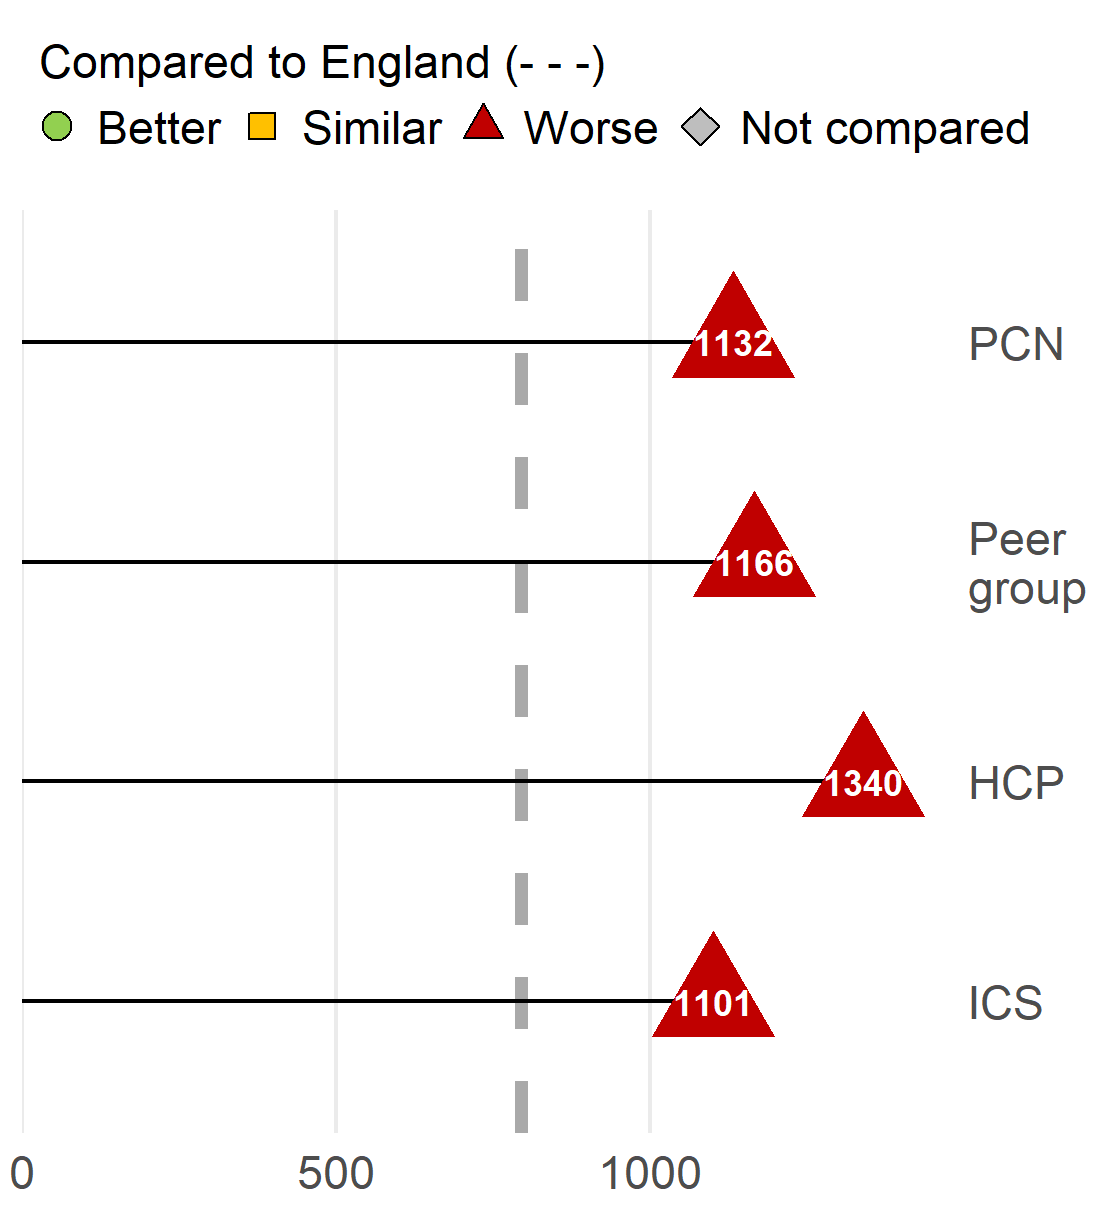 Compared to England (- - -)
Better Similar Worse Not compared
1132 PCN
1166 Peer
group
1340 HCP
1101 ICS
0 500 1000